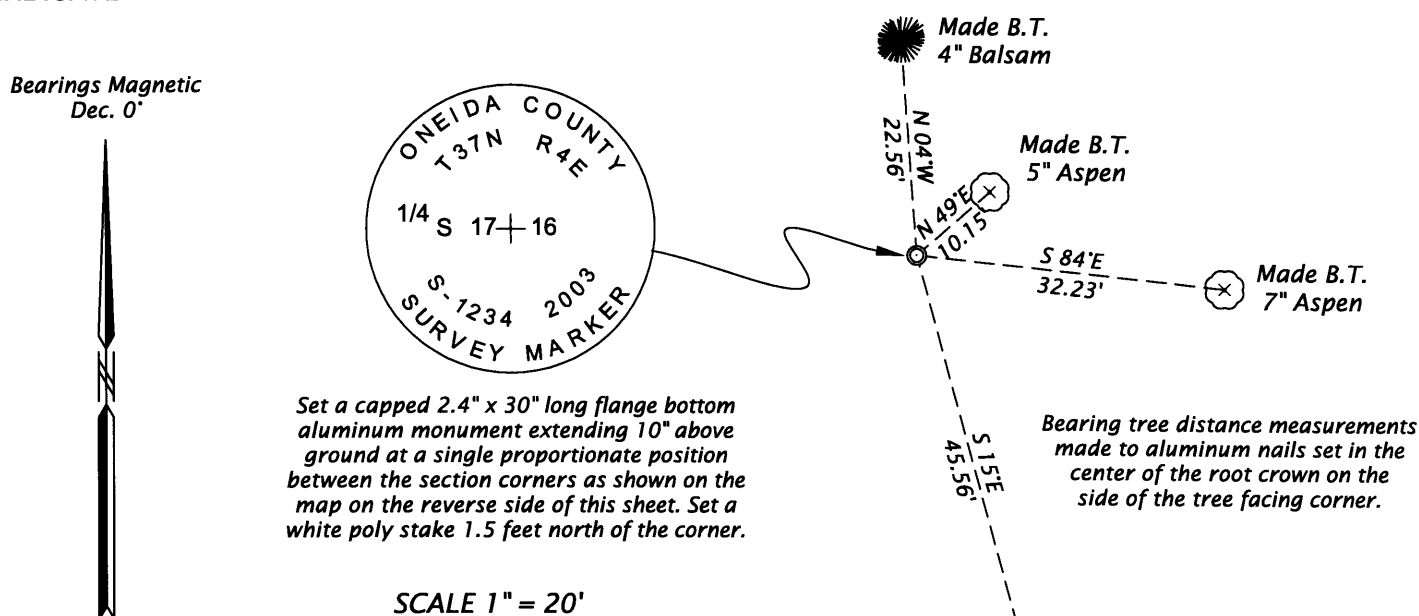 Bearings Magnetic
Dec. 0°
ONEIDA COUNTY
T37N R4E
1/4 S 17 16
S-1234 2003
SURVEY MARKER
Set a capped 2.4" x 30" long flange bottom
aluminum monument extending 10" above
ground at a single proportionate position
between the section corners as shown on the
map on the reverse side of this sheet. Set a
white poly stake 1.5 feet north of the corner.
SCALE 1" = 20'
Made B.T.
4" Balsam
N 04°W
22.56'
Made B.T.
5" Aspen
N 49°E
10.15'
S 84°E
32.23'
Made B.T.
7" Aspen
S 15°E
45.56'
Bearing tree distance measurements
made to aluminum nails set in the
center of the root crown on the
side of the tree facing corner.